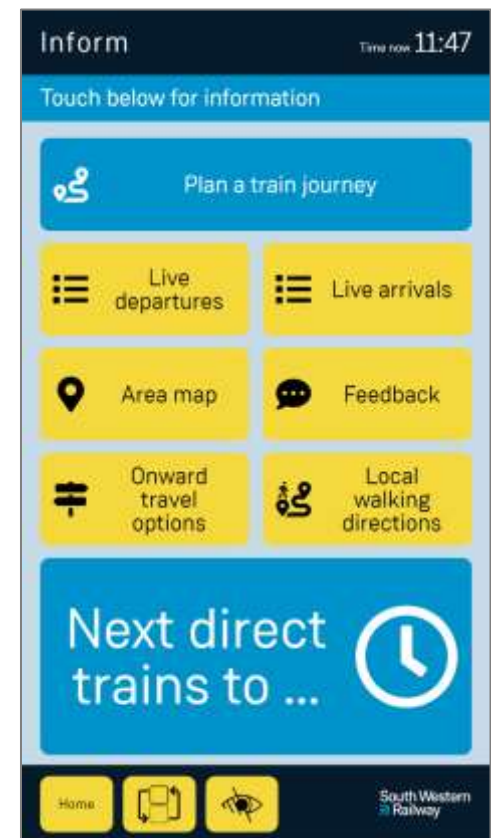 Inform
Time now 11:47
Touch below for information
Plan a train journey
Live
departures
Live arrivals
Area map
Feedback
Onward
travel
options
Local
walking
directions
Next direct
trains to ...
Home
South Western
Railway